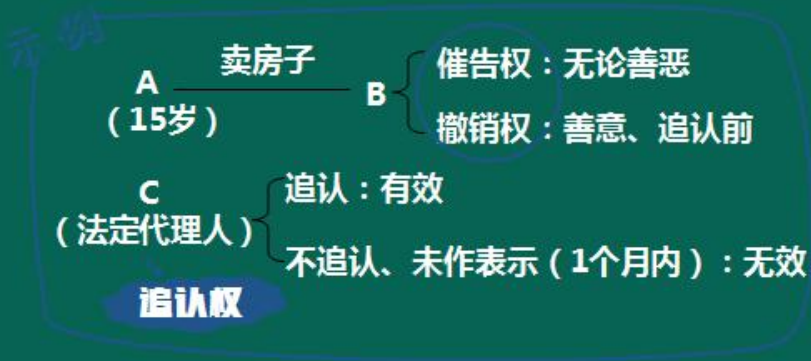 示例
卖房子
A
（15岁）
B
催告权：无论善恶
撤销权：善意、追认前
C
（法定代理人）
追认：有效
不追认、未作表示（1个月内）：无效
追认权